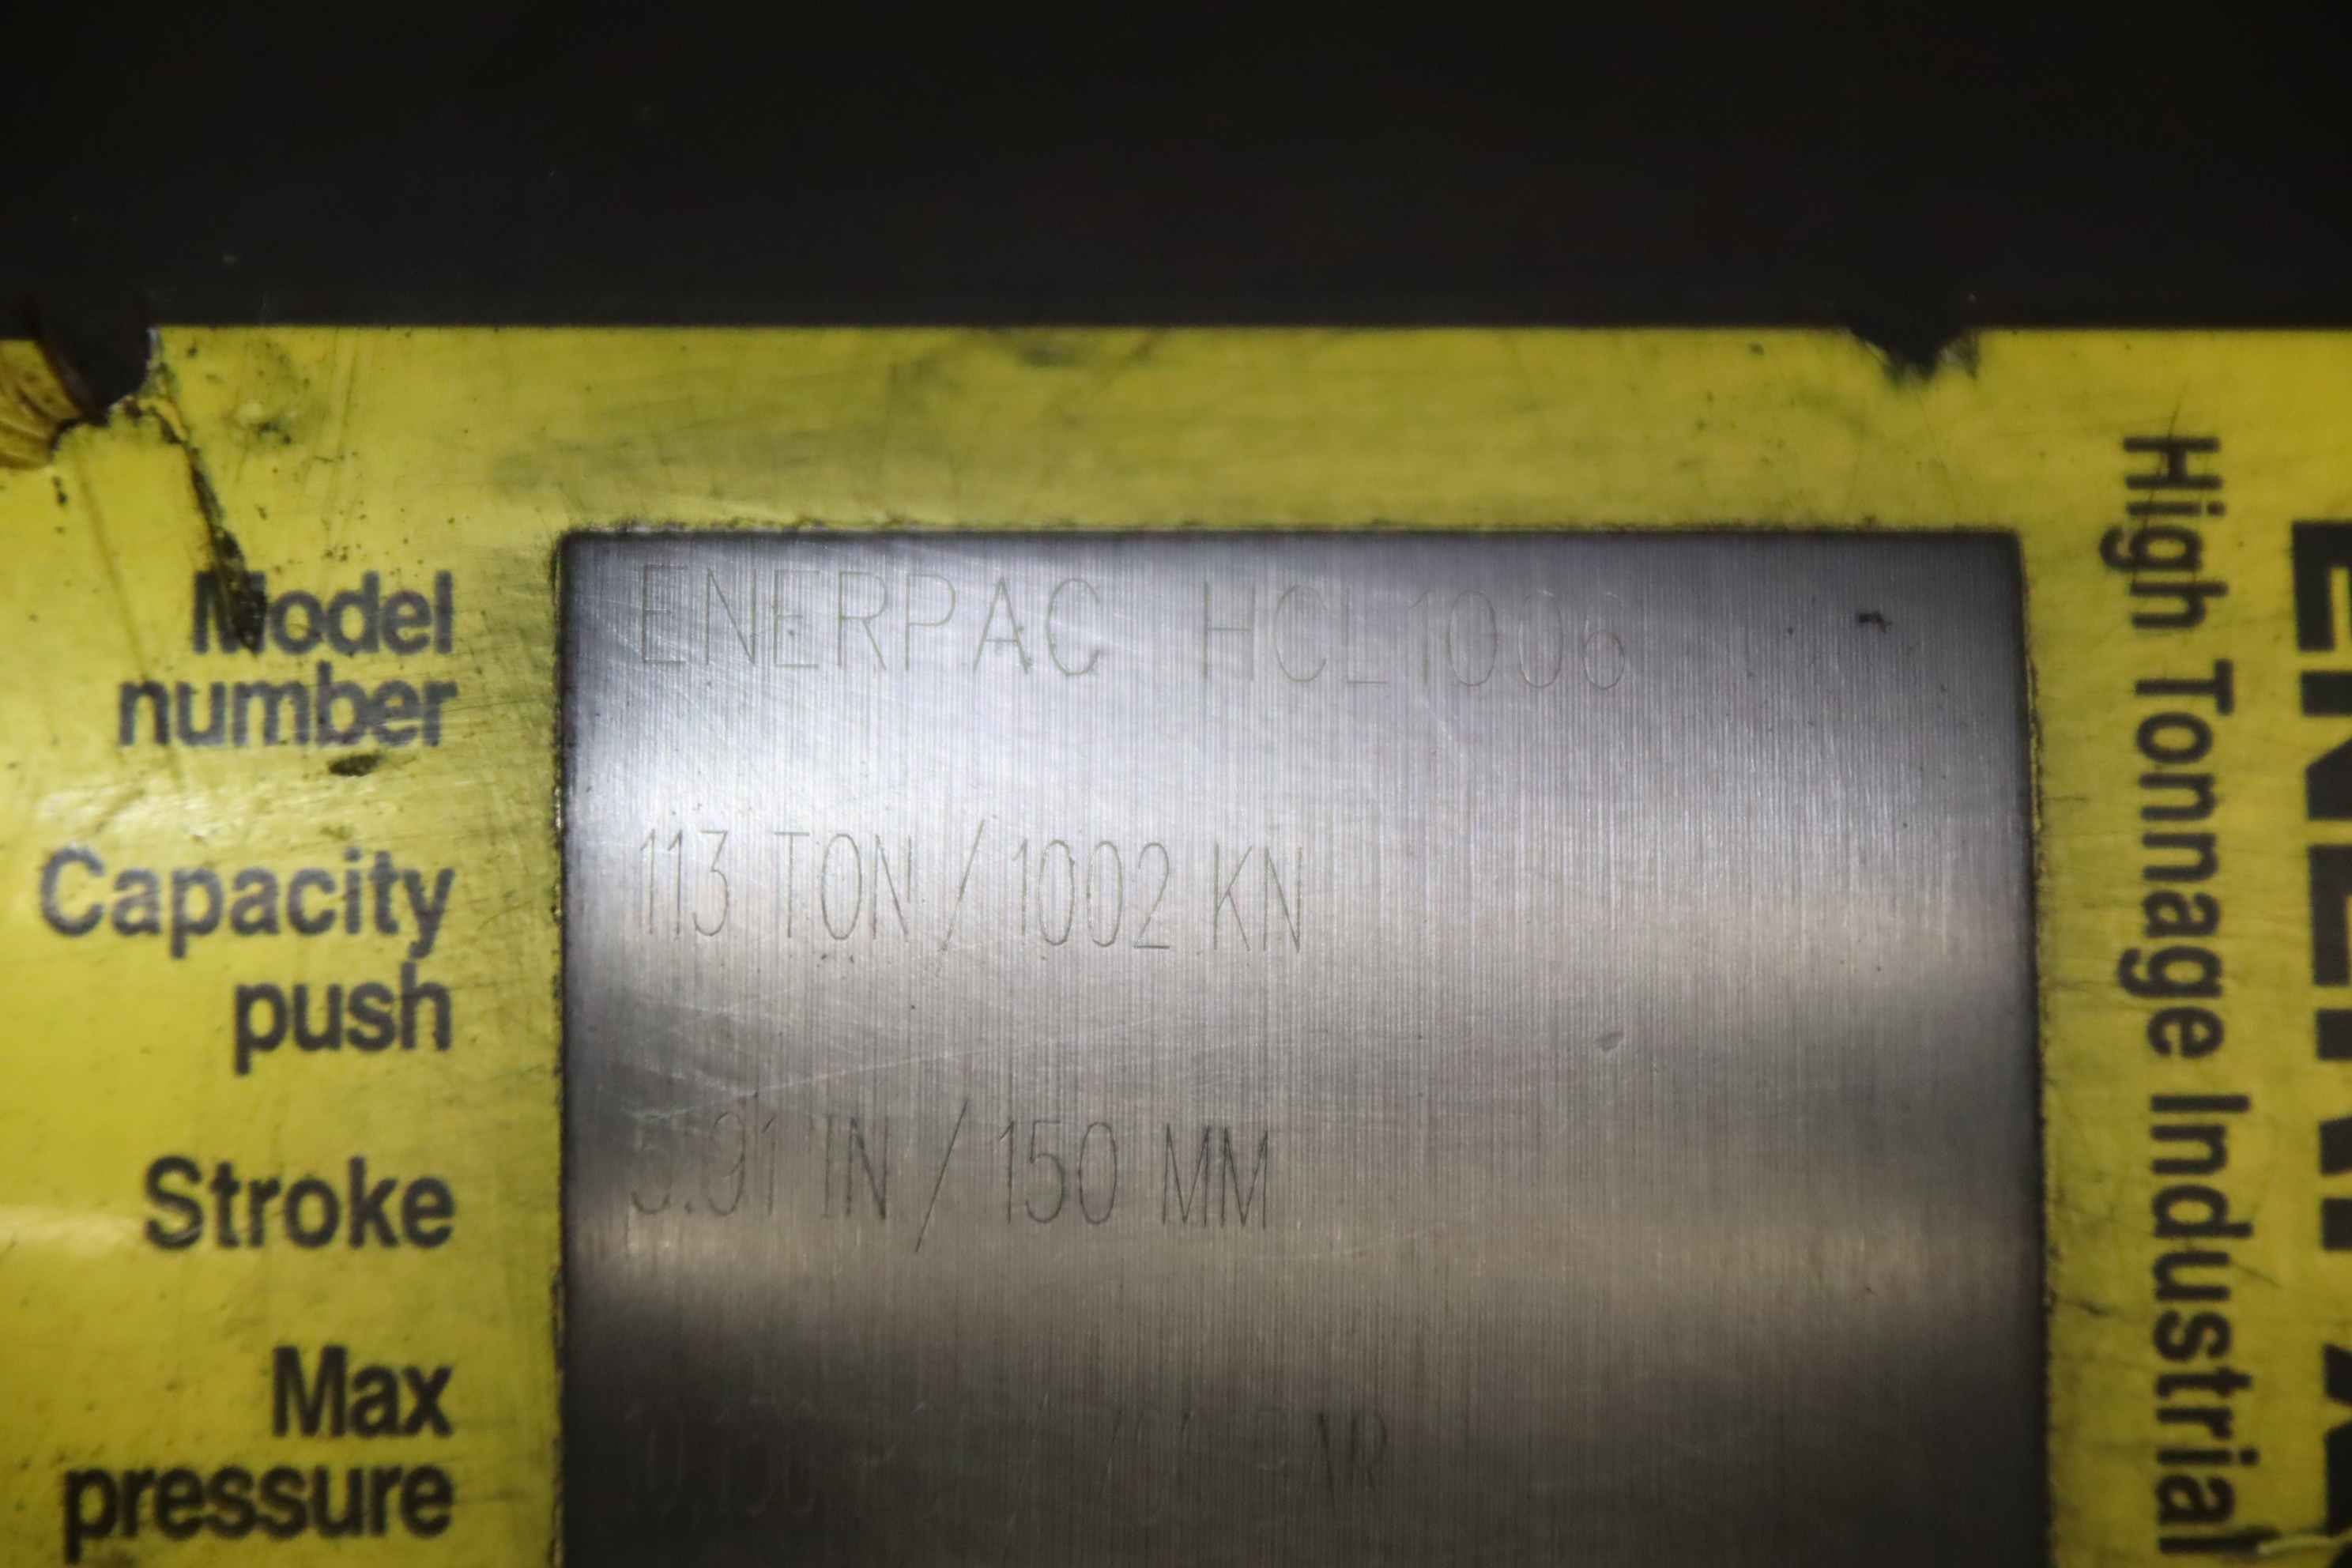 Model number ENERPAC HCL1006
Capacity push 113 TON / 1002 KN
Stroke 5.91 IN / 150 MM
Max pressure
High Tonnage Industrial
ENERPAC